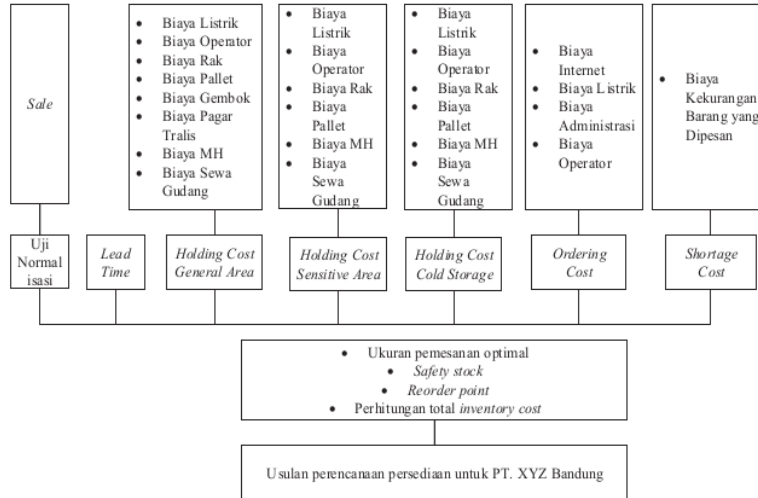 Sale
• Biaya Listrik
• Biaya Operator
• Biaya Rak
• Biaya Pallet
• Biaya Gembok
• Biaya Pagar
Tralis
• Biaya MH
• Biaya Sewa
Gudang
• Biaya
Listrik
• Biaya
Operator
• Biaya Rak
• Biaya
Pallet
• Biaya MH
• Biaya
Sewa
Gudang
• Biaya
Listrik
• Biaya
Operator
• Biaya Rak
• Biaya
Pallet
• Biaya MH
• Biaya
Sewa
Gudang
• Biaya
Internet
• Biaya Listrik
• Biaya
Administrasi
• Biaya
Operator
• Biaya
Kekurangan
Barang yang
Dipesan
Uji
Normal
isasi
Lead
Time
Holding Cost
General Area
Holding Cost
Sensitive Area
Holding Cost
Cold Storage
Ordering
Cost
Shortage
Cost
• Ukuran pemesanan optimal
• Safety stock
• Reorder point
• Perhitungan total inventory cost
Usulan perencanaan persediaan untuk PT. XYZ Bandung